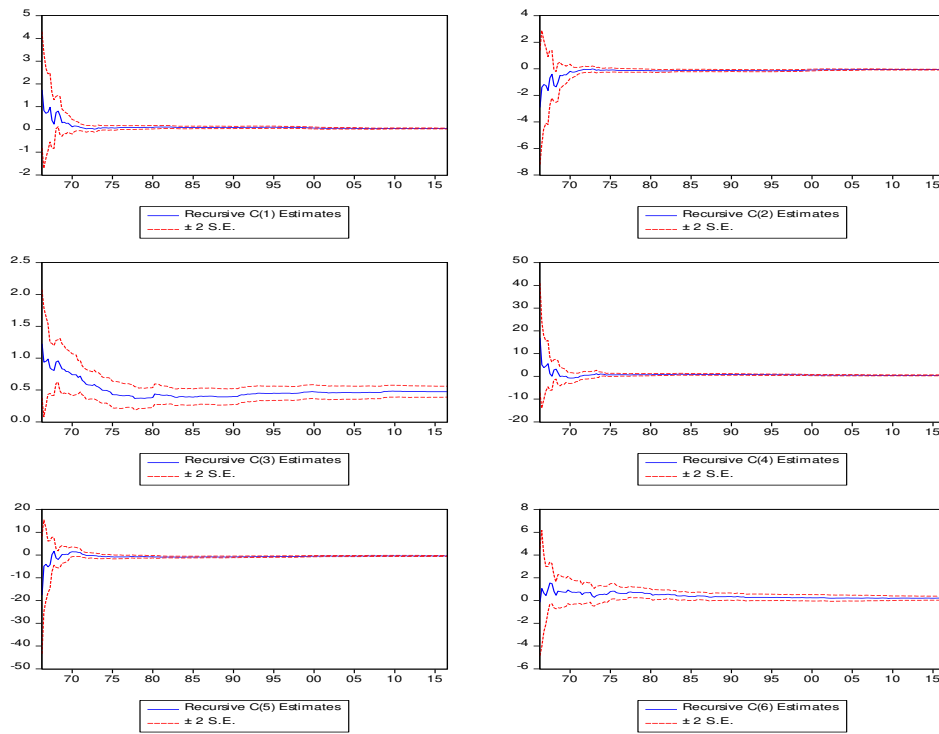 5
4
3
2
1
0
-1
-2
70 75 80 85 90 95 00 05 10 15
Recursive C(1) Estimates
± 2 S.E.
4
2
0
-2
-4
-6
-8
70 75 80 85 90 95 00 05 10 15
Recursive C(2) Estimates
± 2 S.E.
2.5
2.0
1.5
1.0
0.5
0.0
70 75 80 85 90 95 00 05 10 15
Recursive C(3) Estimates
± 2 S.E.
50
40
30
20
10
0
-10
-20
70 75 80 85 90 95 00 05 10 15
Recursive C(4) Estimates
± 2 S.E.
20
10
0
-10
-20
-30
-40
-50
70 75 80 85 90 95 00 05 10 15
Recursive C(5) Estimates
± 2 S.E.
8
6
4
2
0
-2
-4
-6
70 75 80 85 90 95 00 05 10 15
Recursive C(6) Estimates
± 2 S.E.